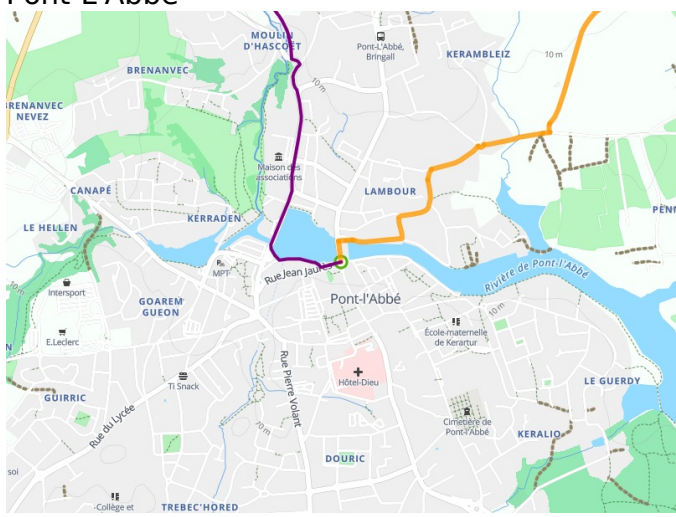 Pont-L'Abbé
MOULIN
D'HASCOËT
Pont-L'Abbé,
Bringall
KERAMBLEIZ
10 m
BRENANVEC
10 m
BRENANVEC
NEVEZ
Maison des
associations
CANAPÉ
LAMBOUR
KERRADEN
LE HELLEN
Rivière de Pont-l'Abbé
MPT
Rue Jean Jaurès
10 m
Intersport
GOAREM
GUEON
Pont-l'Abbé
10 m
École maternelle
de Kerartur
E.Leclerc
Rue Pierre Volant
Ti Snack
Hôtel-Dieu
LE GUERDY
GUIRRIC
Rue du Lycée
Cimetière de
Pont-l'Abbé
KERALIO
DOURIC
soi
Collège et
TREBEC'HORED